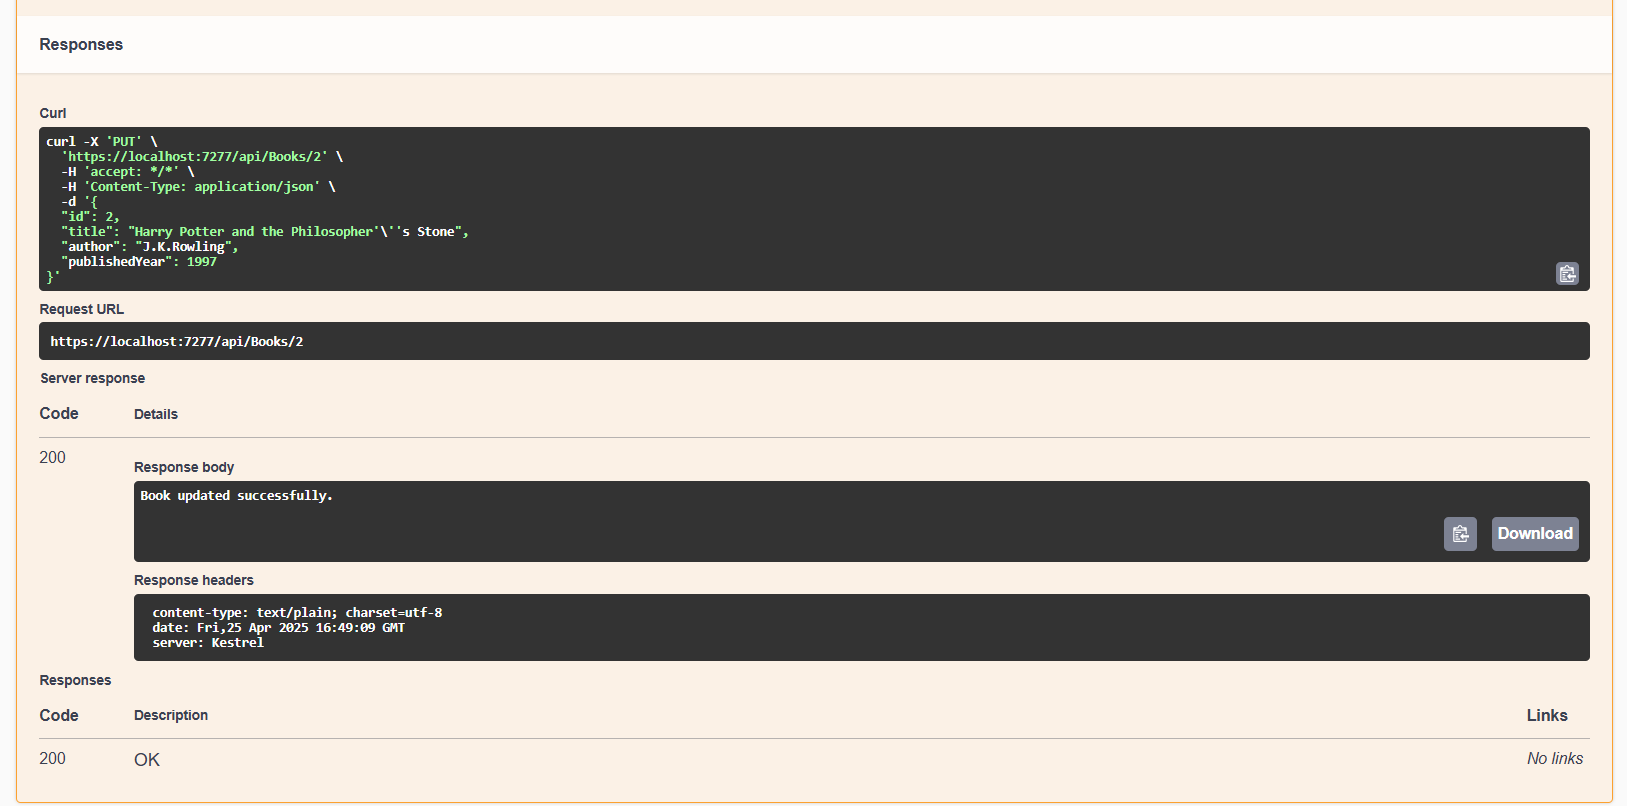 Responses
Curl
curl -X 'PUT' \
  'https://localhost:7277/api/Books/2' \
  -H 'accept: */*' \
  -H 'Content-Type: application/json' \
  -d '{
  "id": 2,
  "title": "Harry Potter and the Philosopher'\''s Stone",
  "author": "J.K.Rowling",
  "publishedYear": 1997
}'
Request URL
https://localhost:7277/api/Books/2
Server response
Code Details
200
Response body
Book updated successfully.
Download
Response headers
content-type: text/plain; charset=utf-8
date: Fri,25 Apr 2025 16:49:09 GMT
server: Kestrel
Responses
Code Description Links
200 OK No links